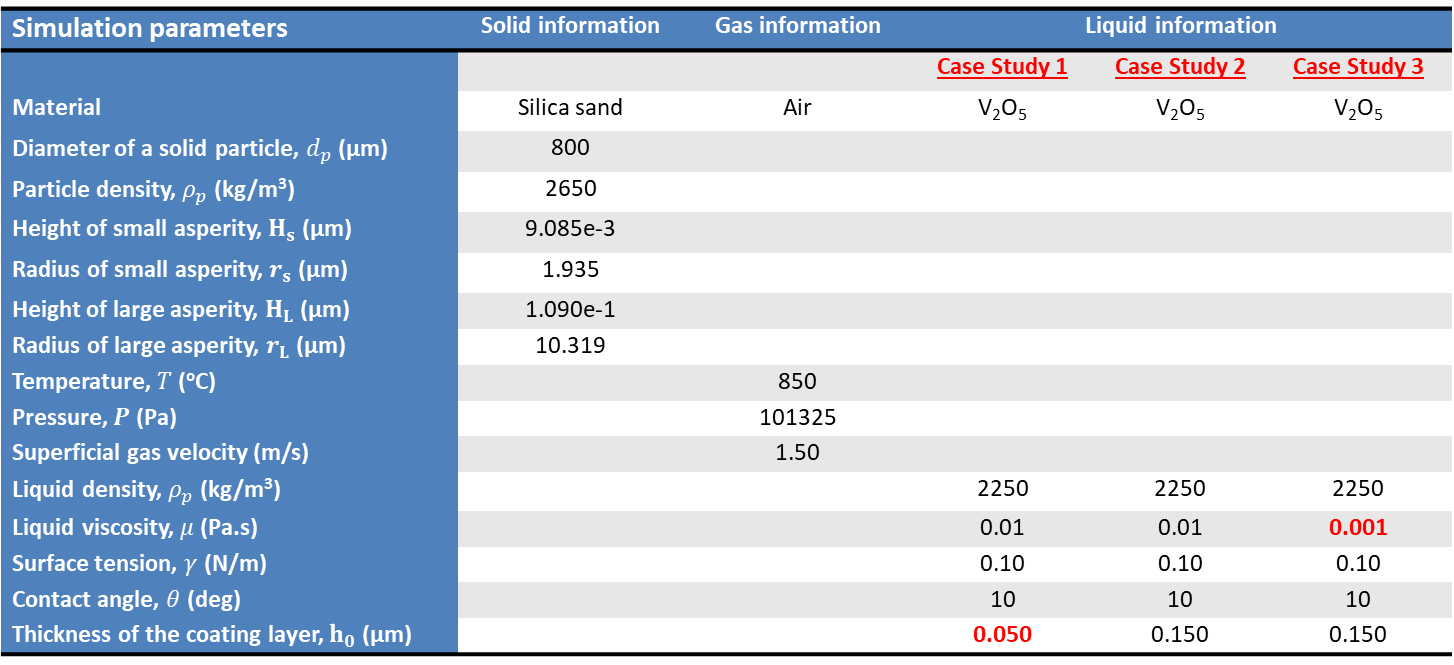 Simulation parameters Solid information Gas information Liquid information
Case Study 1 Case Study 2 Case Study 3
Material Silica sand Air V₂O₅ V₂O₅ V₂O₅
Diameter of a solid particle, dₚ (μm) 800
Particle density, ρₚ (kg/m³) 2650
Height of small asperity, Hₛ (μm) 9.085e-3
Radius of small asperity, rₛ (μm) 1.935
Height of large asperity, H_L (μm) 1.090e-1
Radius of large asperity, r_L (μm) 10.319
Temperature, T (°C) 850
Pressure, P (Pa) 101325
Superficial gas velocity (m/s) 1.50
Liquid density, ρₚ (kg/m³) 2250 2250 2250
Liquid viscosity, μ (Pa.s) 0.01 0.01 0.001
Surface tension, γ (N/m) 0.10 0.10 0.10
Contact angle, θ (deg) 10 10 10
Thickness of the coating layer, h₀ (μm) 0.050 0.150 0.150